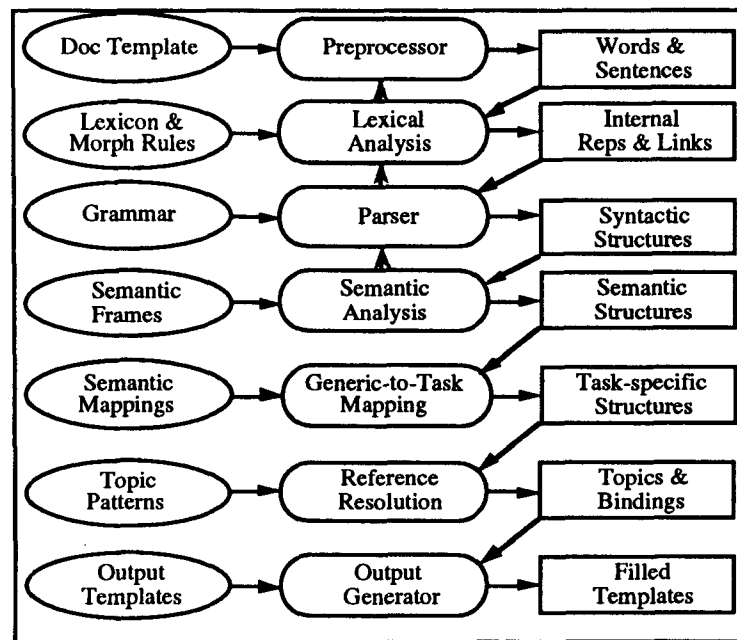 Doc Template
Preprocessor
Words &
Sentences
Lexicon &
Morph Rules
Lexical
Analysis
Internal
Reps & Links
Grammar
Parser
Syntactic
Structures
Semantic
Frames
Semantic
Analysis
Semantic
Structures
Semantic
Mappings
Generic-to-Task
Mapping
Task-specific
Structures
Topic
Patterns
Reference
Resolution
Topics &
Bindings
Output
Templates
Output
Generator
Filled
Templates